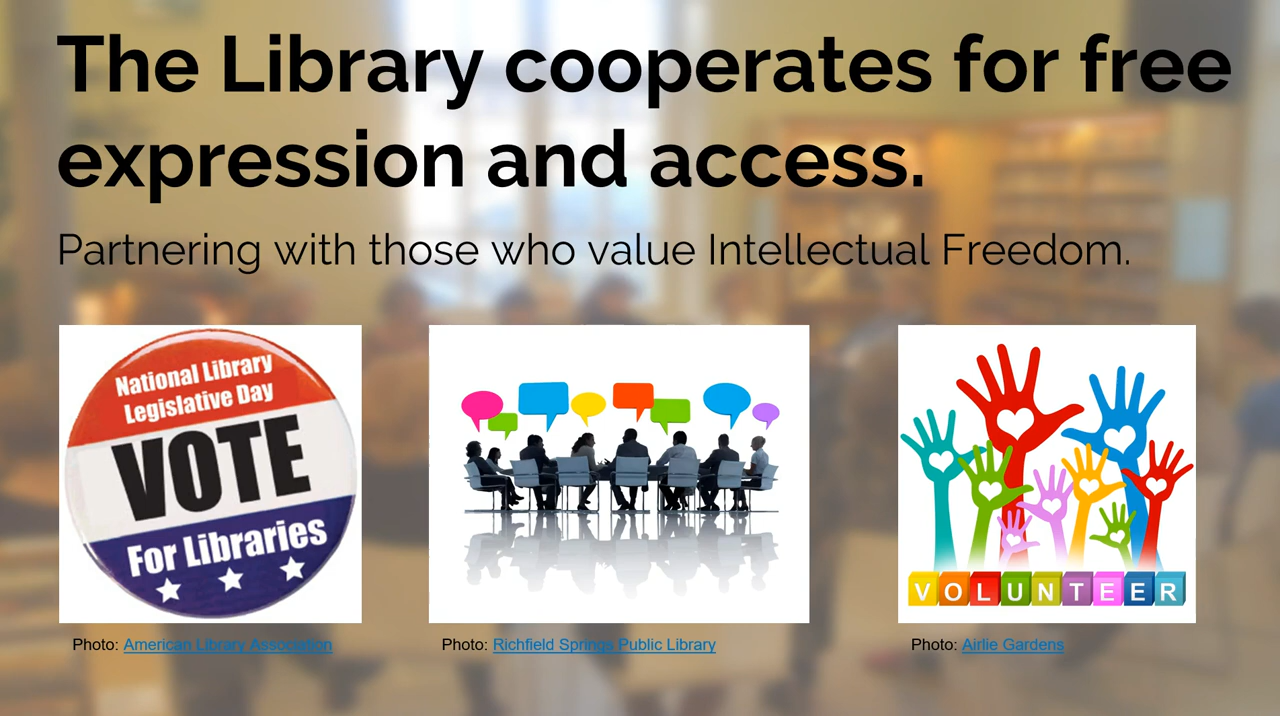 The Library cooperates for free
expression and access.
Partnering with those who value Intellectual Freedom.
National Library
Legislative Day
VOTE
For Libraries
VOLUNTEER
Photo: American Library Association
Photo: Richfield Springs Public Library
Photo: Airlie Gardens